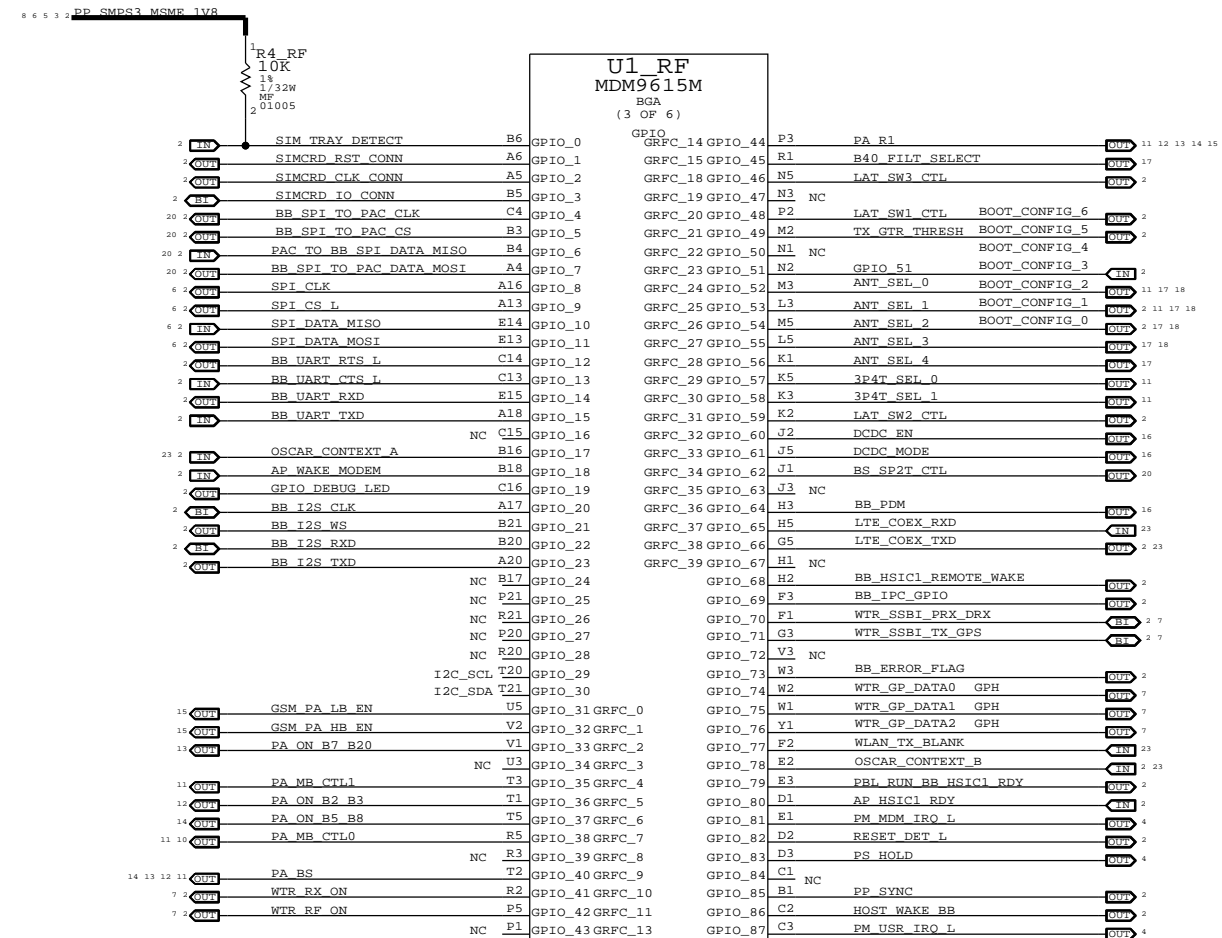 8 6 5 3 2 PP_SMPS3_MSME_1V8
1 R4_RF
10K
1%
1/32W
MF
2 01005
U1_RF
MDM9615M
BGA
(3 OF 6)
GPIO
2 IN SIM_TRAY_DETECT B6 GPIO_0 GRFC_14 GPIO_44 P3 PA_R1 OUT 11 12 13 14 15
2 OUT SIMCRD_RST_CONN A6 GPIO_1 GRFC_15 GPIO_45 R1 B40_FILT_SELECT OUT 17
2 OUT SIMCRD_CLK_CONN A5 GPIO_2 GRFC_18 GPIO_46 N5 LAT_SW3_CTL OUT 2
2 BI SIMCRD_IO_CONN B5 GPIO_3 GRFC_19 GPIO_47 N3 NC
20 2 OUT BB_SPI_TO_PAC_CLK C4 GPIO_4 GRFC_20 GPIO_48 P2 LAT_SW1_CTL BOOT_CONFIG_6 OUT 2
20 2 OUT BB_SPI_TO_PAC_CS B3 GPIO_5 GRFC_21 GPIO_49 M2 TX_GTR_THRESH BOOT_CONFIG_5 OUT 2
20 2 IN PAC_TO_BB_SPI_DATA_MISO B4 GPIO_6 GRFC_22 GPIO_50 N1 NC BOOT_CONFIG_4
20 2 OUT BB_SPI_TO_PAC_DATA_MOSI A4 GPIO_7 GRFC_23 GPIO_51 N2 GPIO_51 BOOT_CONFIG_3 IN 2
6 2 OUT SPI_CLK A16 GPIO_8 GRFC_24 GPIO_52 M3 ANT_SEL_0 BOOT_CONFIG_2 OUT 11 17 18
6 2 OUT SPI_CS_L A13 GPIO_9 GRFC_25 GPIO_53 L3 ANT_SEL_1 BOOT_CONFIG_1 OUT 2 11 17 18
6 2 IN SPI_DATA_MISO E14 GPIO_10 GRFC_26 GPIO_54 M5 ANT_SEL_2 BOOT_CONFIG_0 OUT 2 17 18
6 2 OUT SPI_DATA_MOSI E13 GPIO_11 GRFC_27 GPIO_55 L5 ANT_SEL_3 OUT 17 18
2 OUT BB_UART_RTS_L C14 GPIO_12 GRFC_28 GPIO_56 K1 ANT_SEL_4 OUT 17
2 IN BB_UART_CTS_L C13 GPIO_13 GRFC_29 GPIO_57 K5 3P4T_SEL_0 OUT 11
2 OUT BB_UART_RXD E15 GPIO_14 GRFC_30 GPIO_58 K3 3P4T_SEL_1 OUT 11
2 IN BB_UART_TXD A18 GPIO_15 GRFC_31 GPIO_59 K2 LAT_SW2_CTL OUT 2
NC C15 GPIO_16 GRFC_32 GPIO_60 J2 DCDC_EN OUT 16
23 2 IN OSCAR_CONTEXT_A B16 GPIO_17 GRFC_33 GPIO_61 J5 DCDC_MODE OUT 16
2 IN AP_WAKE_MODEM B18 GPIO_18 GRFC_34 GPIO_62 J1 BS_SP2T_CTL OUT 20
2 OUT GPIO_DEBUG_LED C16 GPIO_19 GRFC_35 GPIO_63 J3 NC
2 BI BB_I2S_CLK A17 GPIO_20 GRFC_36 GPIO_64 H3 BB_PDM OUT 16
2 OUT BB_I2S_WS B21 GPIO_21 GRFC_37 GPIO_65 H5 LTE_COEX_RXD IN 23
2 BI BB_I2S_RXD B20 GPIO_22 GRFC_38 GPIO_66 G5 LTE_COEX_TXD OUT 2 23
2 OUT BB_I2S_TXD A20 GPIO_23 GRFC_39 GPIO_67 H1 NC
NC B17 GPIO_24 GPIO_68 H2 BB_HSIC1_REMOTE_WAKE OUT 2
NC P21 GPIO_25 GPIO_69 F3 BB_IPC_GPIO OUT 2
NC R21 GPIO_26 GPIO_70 F1 WTR_SSBI_PRX_DRX BI 2 7
NC P20 GPIO_27 GPIO_71 G3 WTR_SSBI_TX_GPS BI 2 7
NC R20 GPIO_28 GPIO_72 V3 NC
I2C_SCL T20 GPIO_29 GPIO_73 W3 BB_ERROR_FLAG OUT 2
I2C_SDA T21 GPIO_30 GPIO_74 W2 WTR_GP_DATA0 GPH OUT 7
15 OUT GSM_PA_LB_EN U5 GPIO_31 GRFC_0 GPIO_75 W1 WTR_GP_DATA1 GPH OUT 7
15 OUT GSM_PA_HB_EN V2 GPIO_32 GRFC_1 GPIO_76 Y1 WTR_GP_DATA2 GPH OUT 7
13 OUT PA_ON_B7_B20 V1 GPIO_33 GRFC_2 GPIO_77 F2 WLAN_TX_BLANK IN 23
NC U3 GPIO_34 GRFC_3 GPIO_78 E2 OSCAR_CONTEXT_B IN 2 23
11 OUT PA_MB_CTL1 T3 GPIO_35 GRFC_4 GPIO_79 E3 PBL_RUN_BB_HSIC1_RDY OUT 2
12 OUT PA_ON_B2_B3 T1 GPIO_36 GRFC_5 GPIO_80 D1 AP_HSIC1_RDY IN 2
14 OUT PA_ON_B5_B8 T5 GPIO_37 GRFC_6 GPIO_81 E1 PM_MDM_IRQ_L OUT 4
11 10 OUT PA_MB_CTL0 R5 GPIO_38 GRFC_7 GPIO_82 D2 RESET_DET_L OUT 2
NC R3 GPIO_39 GRFC_8 GPIO_83 D3 PS_HOLD OUT 4
14 13 12 11 OUT PA_BS T2 GPIO_40 GRFC_9 GPIO_84 C1 NC
7 2 OUT WTR_RX_ON R2 GPIO_41 GRFC_10 GPIO_85 B1 PP_SYNC OUT 2
7 2 OUT WTR_RF_ON P5 GPIO_42 GRFC_11 GPIO_86 C2 HOST_WAKE_BB OUT 2
NC P1 GPIO_43 GRFC_13 GPIO_87 C3 PM_USR_IRQ_L OUT 4